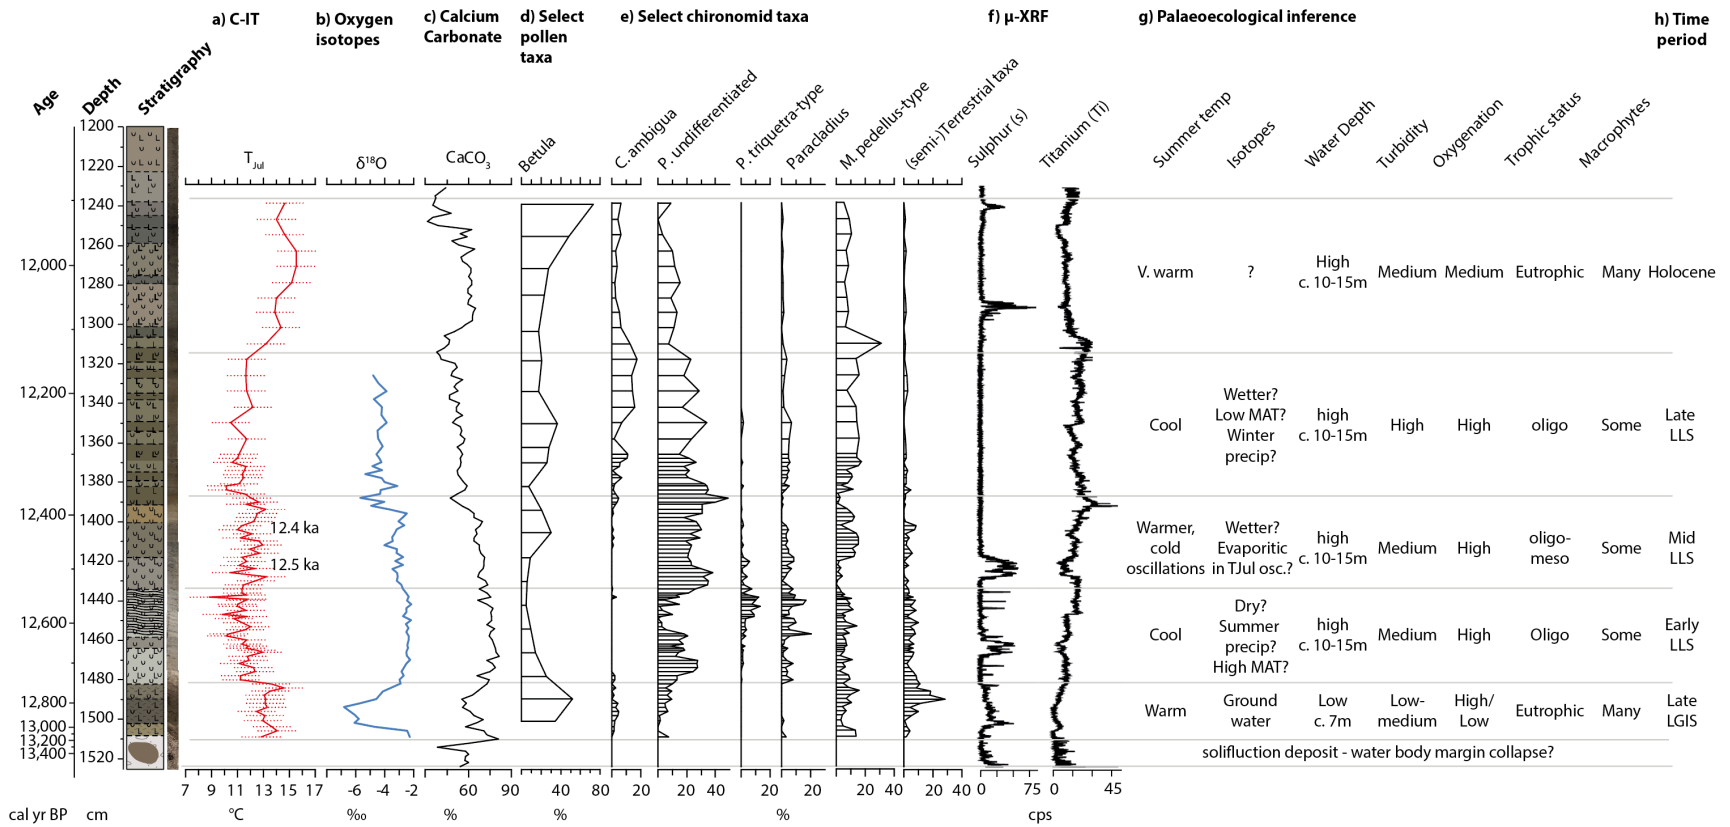 a) C-IT
b) Oxygen
isotopes
c) Calcium
Carbonate
d) Select
pollen
taxa
e) Select chironomid taxa
f) µ-XRF
g) Palaeoecological inference
h) Time
period
Age
Depth
Stratigraphy
TJul
δ18O
CaCO3
Betula
C. ambigua
P. undifferentiated
P. triquetra-type
Paracladius
M. pedellus-type
(semi-)Terrestrial taxa
Sulphur (s)
Titanium (Ti)
Summer temp
Isotopes
Water Depth
Turbidity
Oxygenation
Trophic status
Macrophytes
12,000
12,200
12,400
12,600
12,800
13,000
13,200
13,400
1200
1220
1240
1260
1280
1300
1320
1340
1360
1380
1400
1420
1440
1460
1480
1500
1520
12.4 ka
12.5 ka
V. warm
?
High
c. 10-15m
Medium
Medium
Eutrophic
Many
Holocene
Cool
Wetter?
Low MAT?
Winter
precip?
high
c. 10-15m
High
High
oligo
Some
Late
LLS
Warmer,
cold
oscillations
Wetter?
Evaporitic
in TJul osc.?
high
c. 10-15m
Medium
High
oligo-
meso
Some
Mid
LLS
Cool
Dry?
Summer
precip?
High MAT?
high
c. 10-15m
Medium
High
Oligo
Some
Early
LLS
Warm
Ground
water
Low
c. 7m
Low-
medium
High/
Low
Eutrophic
Many
Late
LGIS
solifluction deposit - water body margin collapse?
7 9 11 13 15 17
-6 -4 -2
60 90
40 80
20
20 40
20
20
20 40
20 40
0 75
0 45
cal yr BP
cm
°C
‰
%
%
%
cps